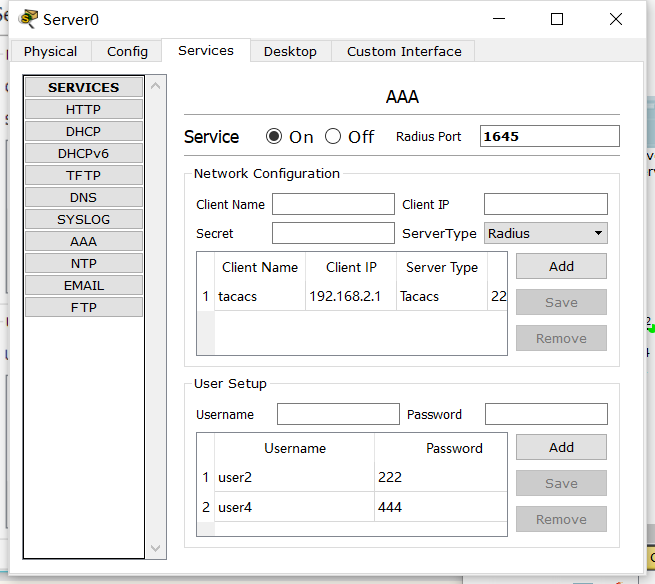 Server0
Physical Config Services Desktop Custom Interface
SERVICES
HTTP
DHCP
DHCPv6
TFTP
DNS
SYSLOG
AAA
NTP
EMAIL
FTP
AAA
Service On Off Radius Port 1645
Network Configuration
Client Name Client IP
Secret ServerType Radius
Client Name Client IP Server Type
1 tacacs 192.168.2.1 Tacacs 22
Add
Save
Remove
User Setup
Username Password
Username Password
1 user2 222
2 user4 444
Add
Save
Remove